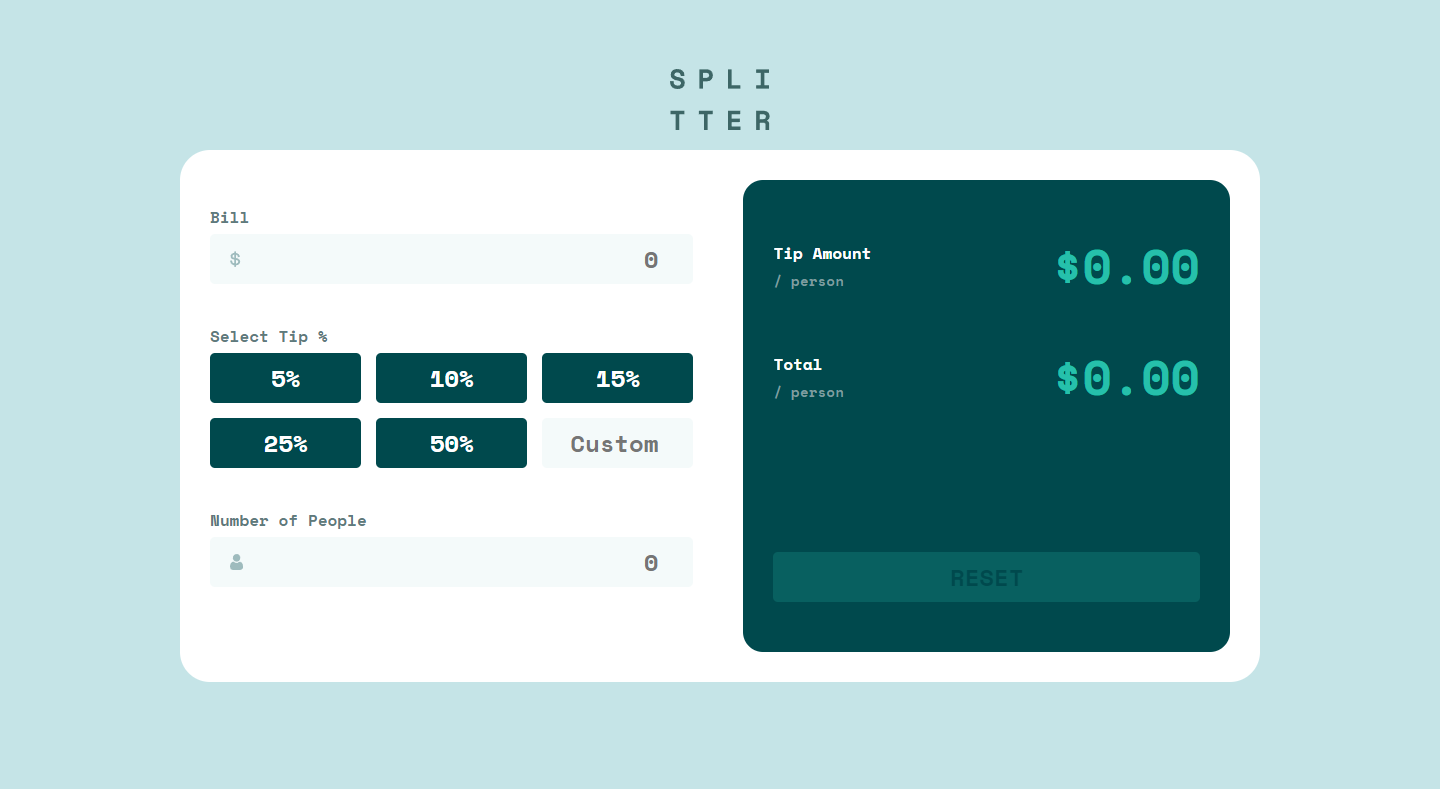 SPLI
TTER
Bill
$ 0
Select Tip %
5% 10% 15%
25% 50% Custom
Number of People
0
Tip Amount
/ person
$0.00
Total
/ person
$0.00
RESET